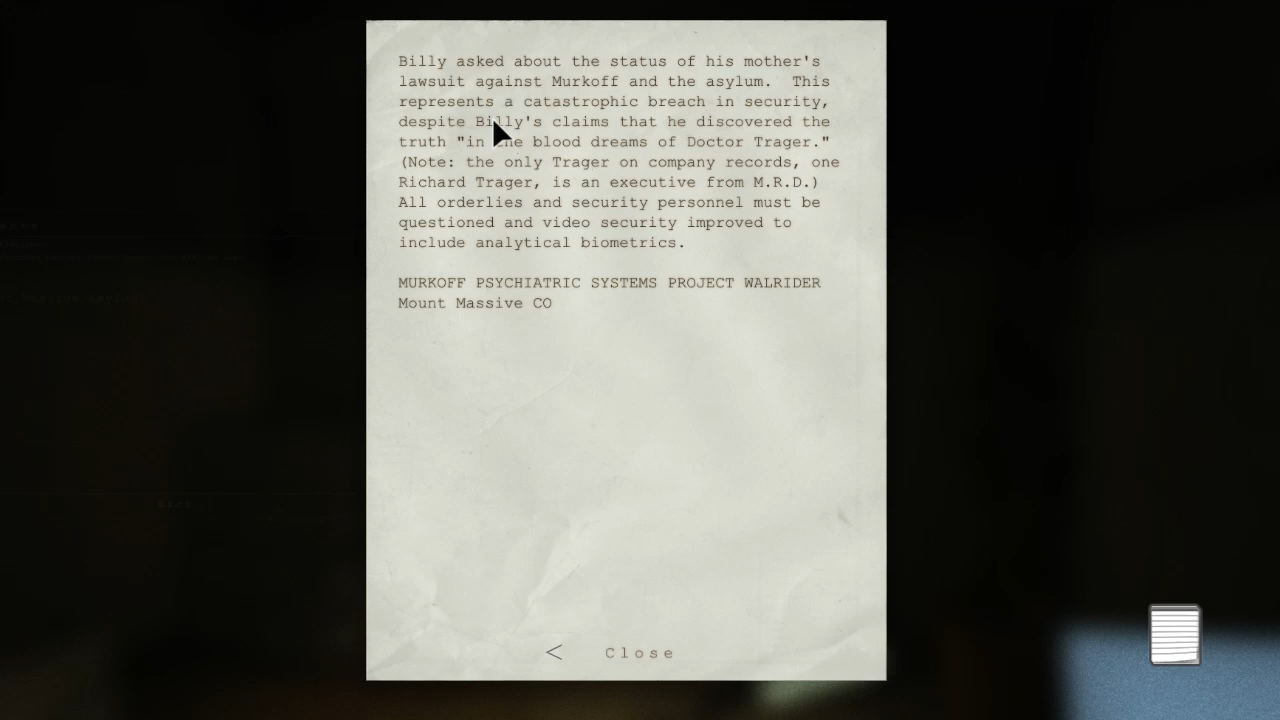 Billy asked about the status of his mother's
lawsuit against Murkoff and the asylum.  This
represents a catastrophic breach in security,
despite Billy's claims that he discovered the
truth "in the blood dreams of Doctor Trager."
(Note: the only Trager on company records, one
Richard Trager, is an executive from M.R.D.)
All orderlies and security personnel must be
questioned and video security improved to
include analytical biometrics.
MURKOFF PSYCHIATRIC SYSTEMS PROJECT WALRIDER
Mount Massive CO
< Close